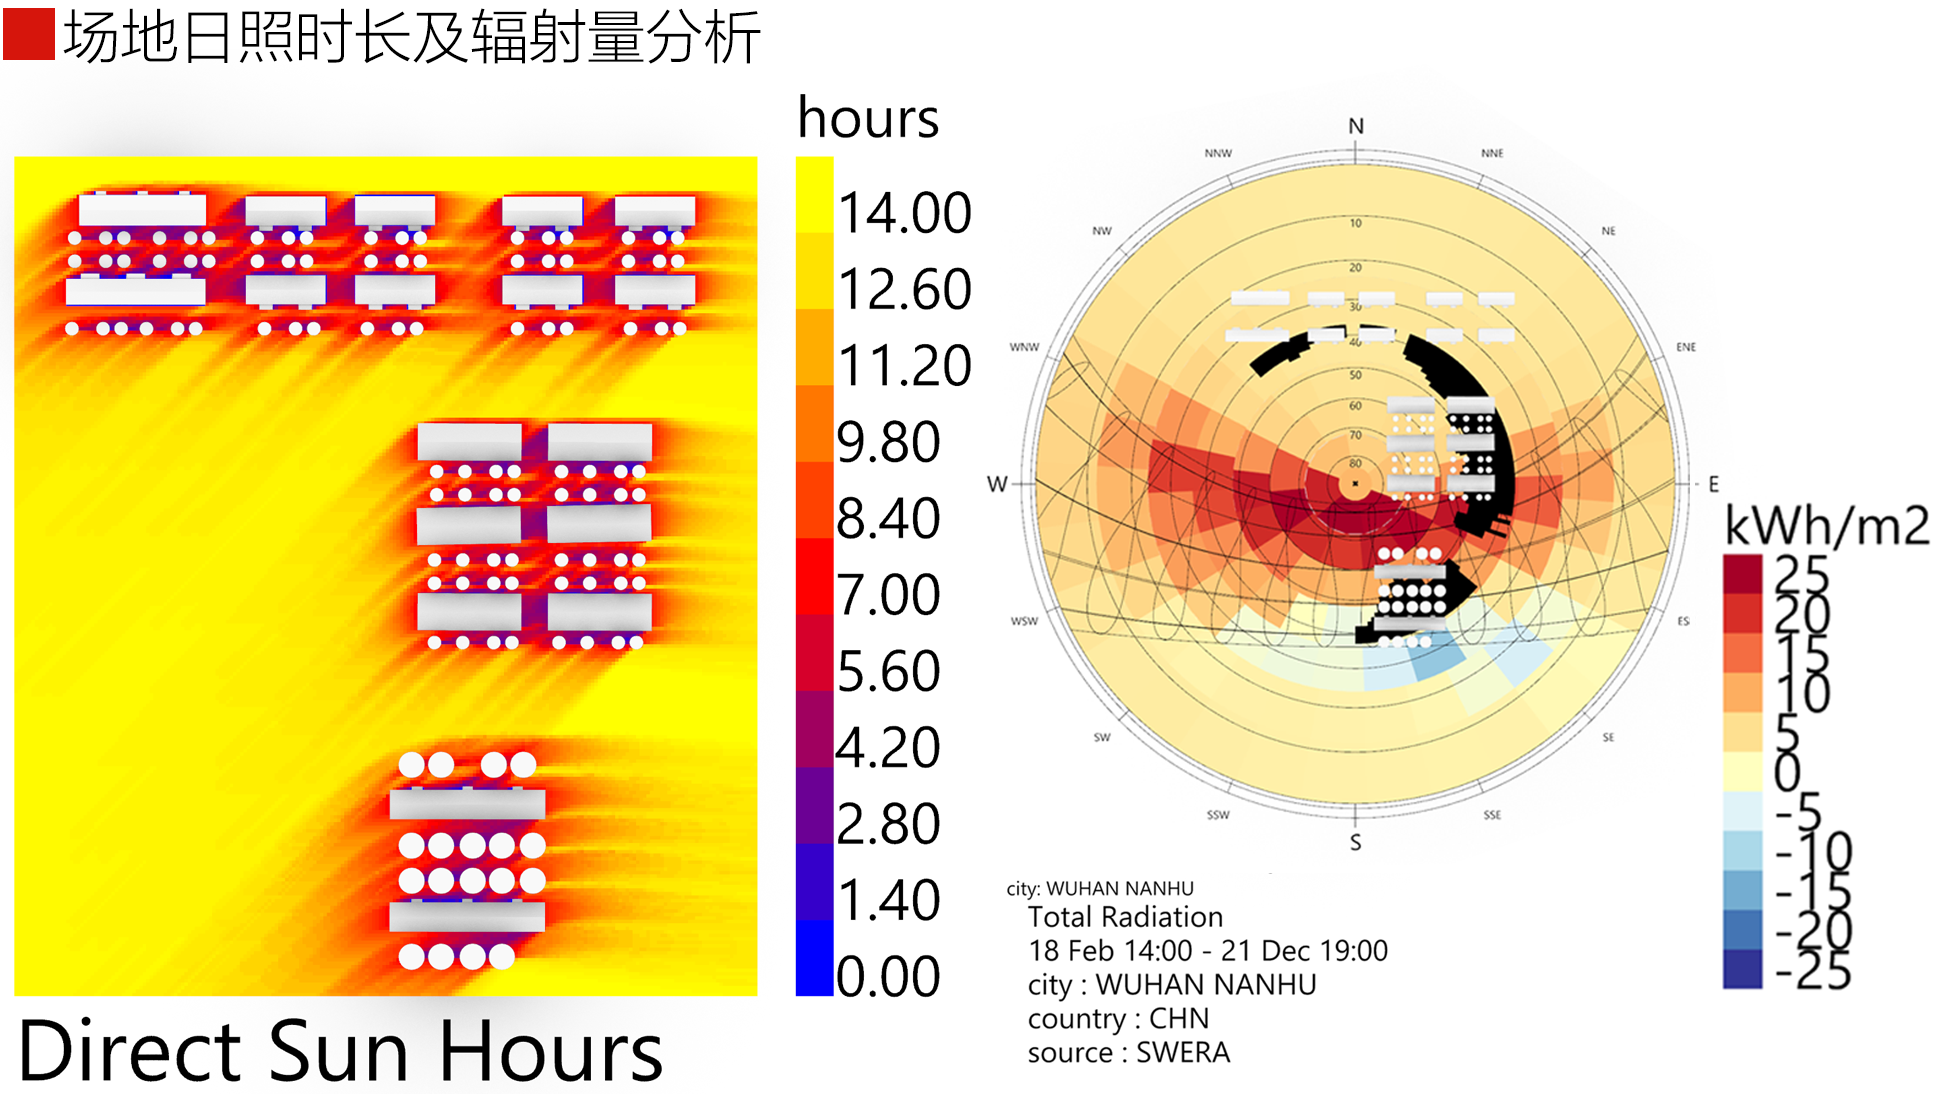 场地日照时长及辐射量分析
hours
14.00
12.60
11.20
9.80
8.40
7.00
5.60
4.20
2.80
1.40
0.00
Direct Sun Hours
N
NNW
NNE
NW
NE
WNW
ENE
W
E
WSW
ES
SW
SE
SSW
SSE
S
10
20
30
40
50
60
70
80
city: WUHAN NANHU
Total Radiation
18 Feb 14:00 - 21 Dec 19:00
city : WUHAN NANHU
country : CHN
source : SWERA
kWh/m2
25
20
15
10
5
0
-5
-10
-15
-20
-25